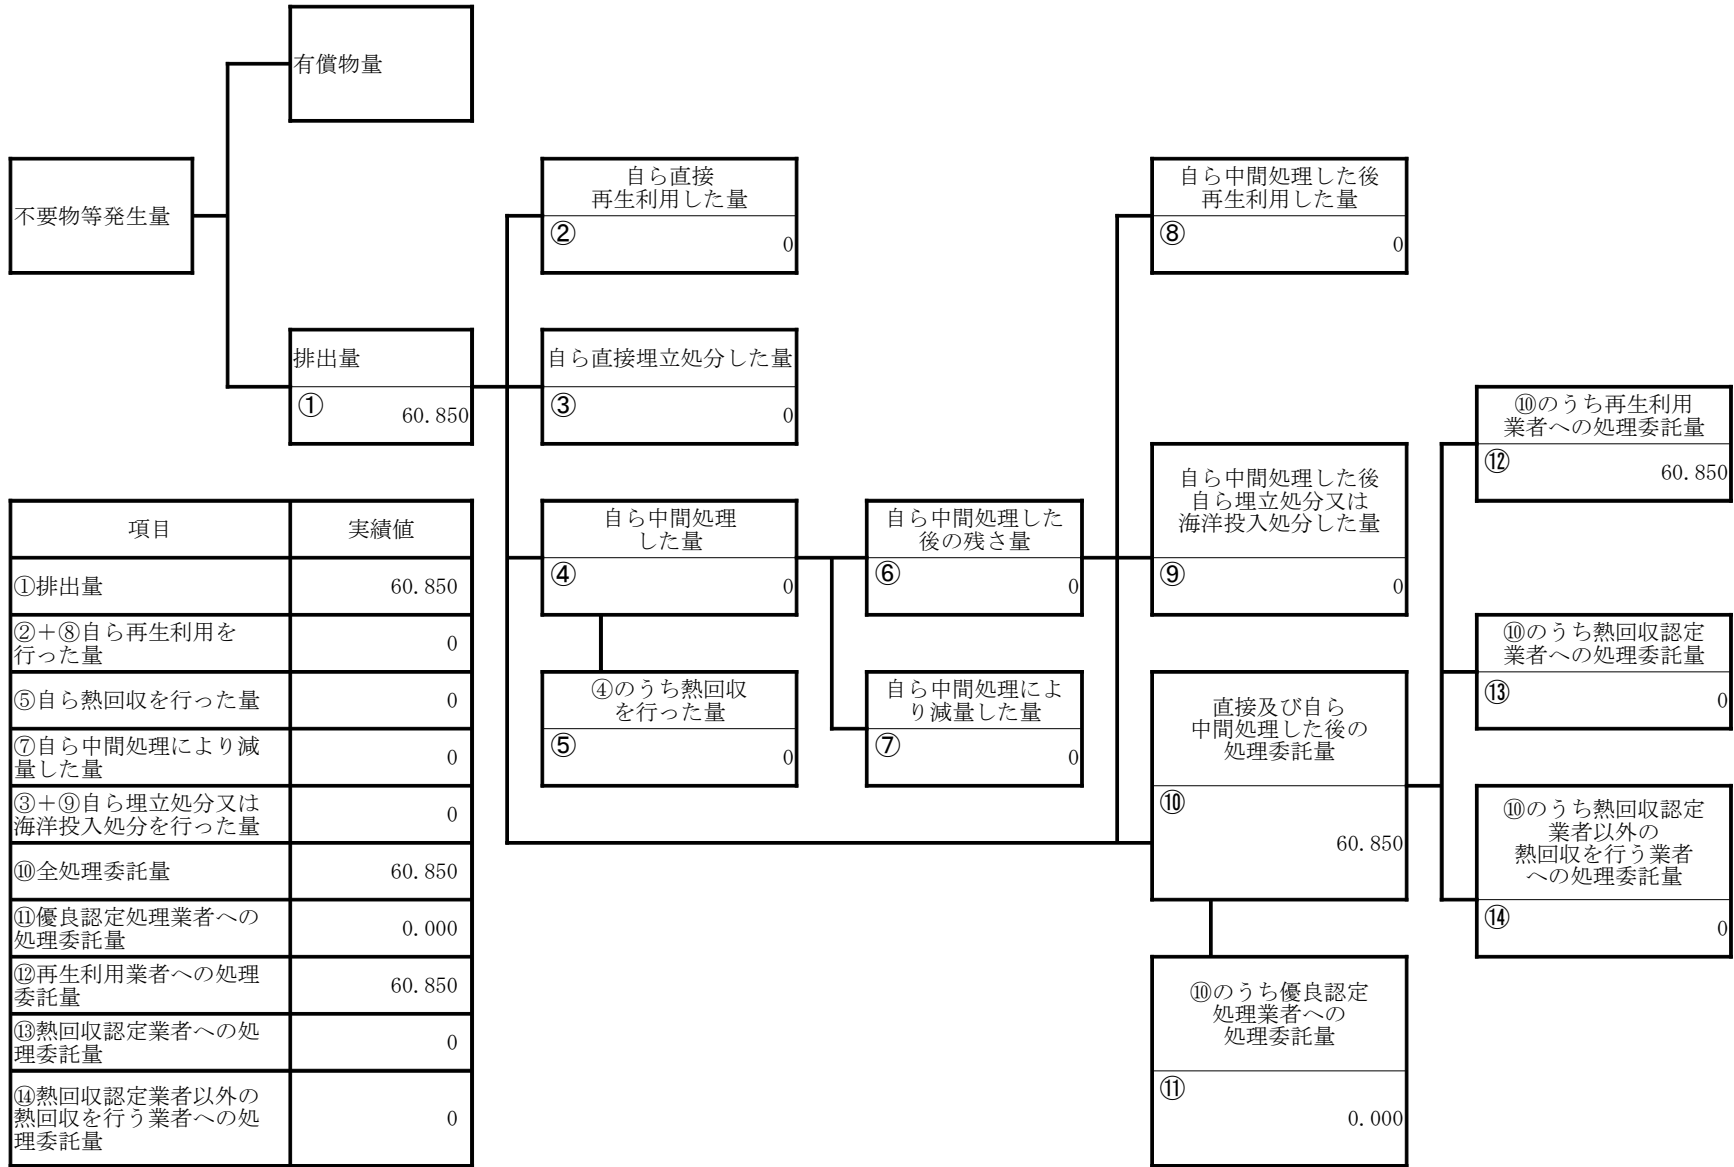 有償物量
不要物等発生量
排出量
①
60.850
自ら直接
再生利用した量
②
0
自ら直接埋立処分した量
③
0
自ら中間処理
した量
④
0
④のうち熱回収
を行った量
⑤
0
自ら中間処理した
後の残さ量
⑥
0
自ら中間処理によ
り減量した量
⑦
0
自ら中間処理した後
再生利用した量
⑧
0
自ら中間処理した後
自ら埋立処分又は
海洋投入処分した量
⑨
0
直接及び自ら
中間処理した後の
処理委託量
⑩
60.850
⑩のうち優良認定
処理業者への
処理委託量
⑪
0.000
⑩のうち再生利用
業者への処理委託量
⑫
60.850
⑩のうち熱回収認定
業者への処理委託量
⑬
0
⑩のうち熱回収認定
業者以外の
熱回収を行う業者
への処理委託量
⑭
0
項目 実績値
①排出量 60.850
②＋⑧自ら再生利用を
行った量 0
⑤自ら熱回収を行った量 0
⑦自ら中間処理により減
量した量 0
③＋⑨自ら埋立処分又は
海洋投入処分を行った量 0
⑩全処理委託量 60.850
⑪優良認定処理業者への
処理委託量 0.000
⑫再生利用業者への処理
委託量 60.850
⑬熱回収認定業者への処
理委託量 0
⑭熱回収認定業者以外の
熱回収を行う業者への処
理委託量 0